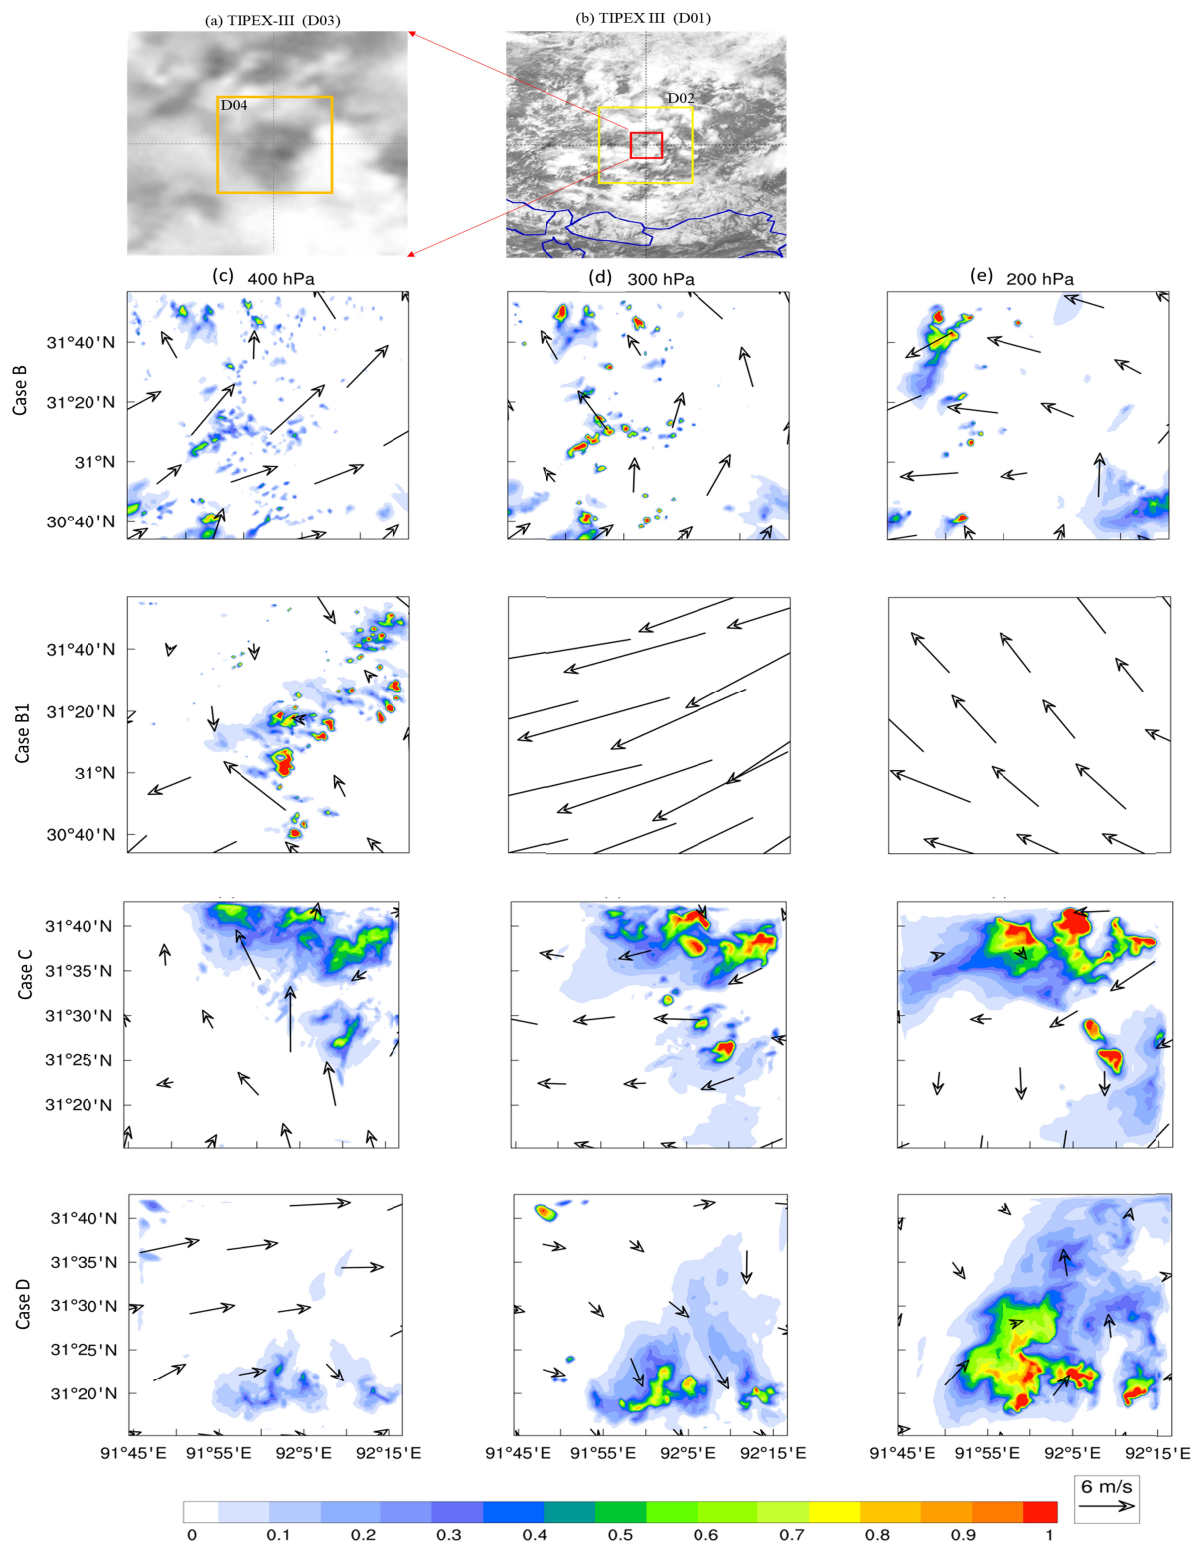 (a) TIPEX-III (D03)
(b) TIPEX III (D01)
D04
D02
(c) 400 hPa
(d) 300 hPa
(e) 200 hPa
Case B
31°40'N
31°20'N
31°N
30°40'N
Case B1
31°40'N
31°20'N
31°N
30°40'N
Case C
31°40'N
31°35'N
31°30'N
31°25'N
31°20'N
Case D
31°40'N
31°35'N
31°30'N
31°25'N
31°20'N
91°45'E 91°55'E 92°5'E 92°15'E
91°45'E 91°55'E 92°5'E 92°15'E
91°45'E 91°55'E 92°5'E 92°15'E
6 m/s
0 0.1 0.2 0.3 0.4 0.5 0.6 0.7 0.8 0.9 1